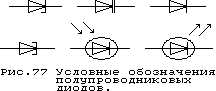 Рис.77 Условные обозначения
полупроводниковых
диодов.